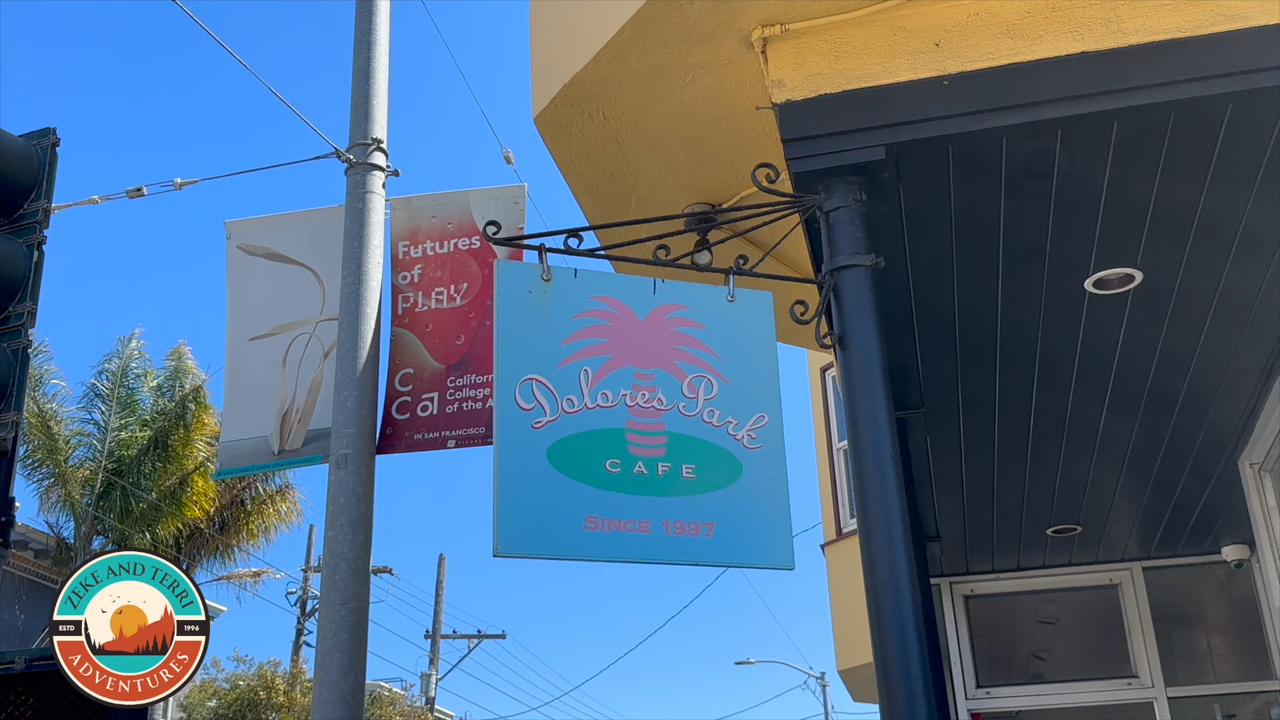 Futures
of
PLAY
C
Ca
Californ
College
of the A
IN SAN FRANCISCO
Dolores Park
CAFE
SINCE 1997
ZEKE AND TERRI
ESTD 1996
ADVENTURES